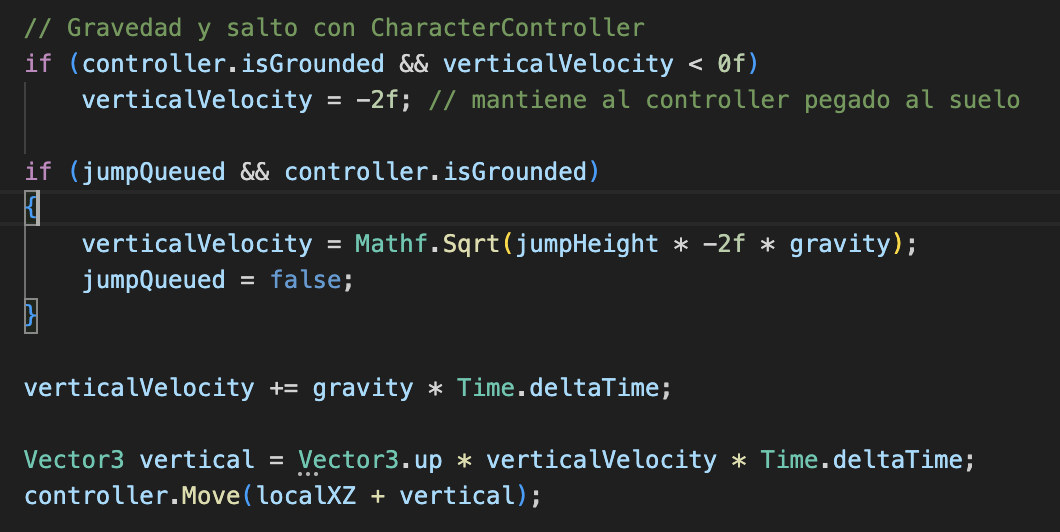 // Gravedad y salto con CharacterController
if (controller.isGrounded && verticalVelocity < 0f)
    verticalVelocity = -2f; // mantiene al controller pegado al suelo
if (jumpQueued && controller.isGrounded)
{
    verticalVelocity = Mathf.Sqrt(jumpHeight * -2f * gravity);
    jumpQueued = false;
}
verticalVelocity += gravity * Time.deltaTime;
Vector3 vertical = Vector3.up * verticalVelocity * Time.deltaTime;
controller.Move(localXZ + vertical);